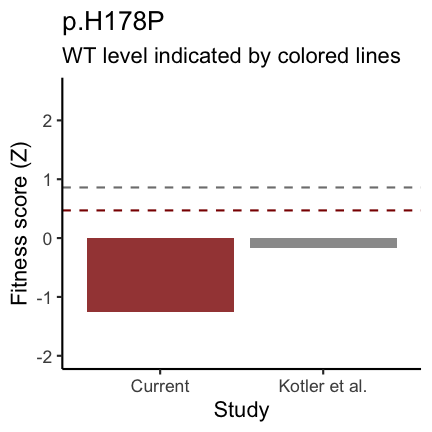 p.H178P
WT level indicated by colored lines
Fitness score (Z)
2
1
0
-1
-2
Current
Kotler et al.
Study